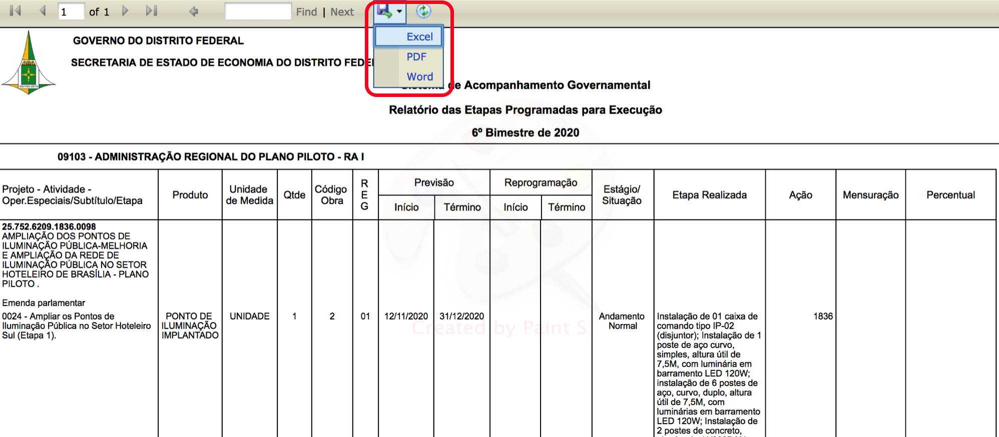 1 of 1 Find | Next
Excel
PDF
Word
GOVERNO DO DISTRITO FEDERAL
SECRETARIA DE ESTADO DE ECONOMIA DO DISTRITO
de Acompanhamento Governamental
Relatório das Etapas Programadas para Execução
6º Bimestre de 2020
09103 - ADMINISTRAÇÃO REGIONAL DO PLANO PILOTO - RA I
Projeto - Atividade -
Oper.Especiais/Subtítulo/Etapa
Produto
Unidade
de Medida
Qtde
Código
Obra
R
E
G
Previsão
Início Término
Reprogramação
Início Término
Estágio/
Situação
Etapa Realizada
Ação
Mensuração
Percentual
25.752.6209.1836.0098
AMPLIAÇÃO DOS PONTOS DE
ILUMINAÇÃO PÚBLICA-MELHORIA
E AMPLIAÇÃO DA REDE DE
ILUMINAÇÃO PÚBLICA NO SETOR
HOTELEIRO DE BRASÍLIA - PLANO
PILOTO .
Emenda parlamentar
0024 - Ampliar os Pontos de
Iluminação Pública no Setor Hoteleiro
Sul (Etapa 1).
PONTO DE
ILUMINAÇÃO
IMPLANTADO
UNIDADE
1
2
01
12/11/2020
31/12/2020
Andamento
Normal
Instalação de 01 caixa de
comando tipo IP-02
(disjuntor); Instalação de 1
poste de aço curvo,
simples, altura útil de
7,5M, com luminária em
barramento LED 120W;
instalação de 6 postes de
aço, curvo, duplo, altura
útil de 7,5M, com
luminárias em barramento
LED 120W; Instalação de
2 postes de concreto,
1836
Created by Paint S